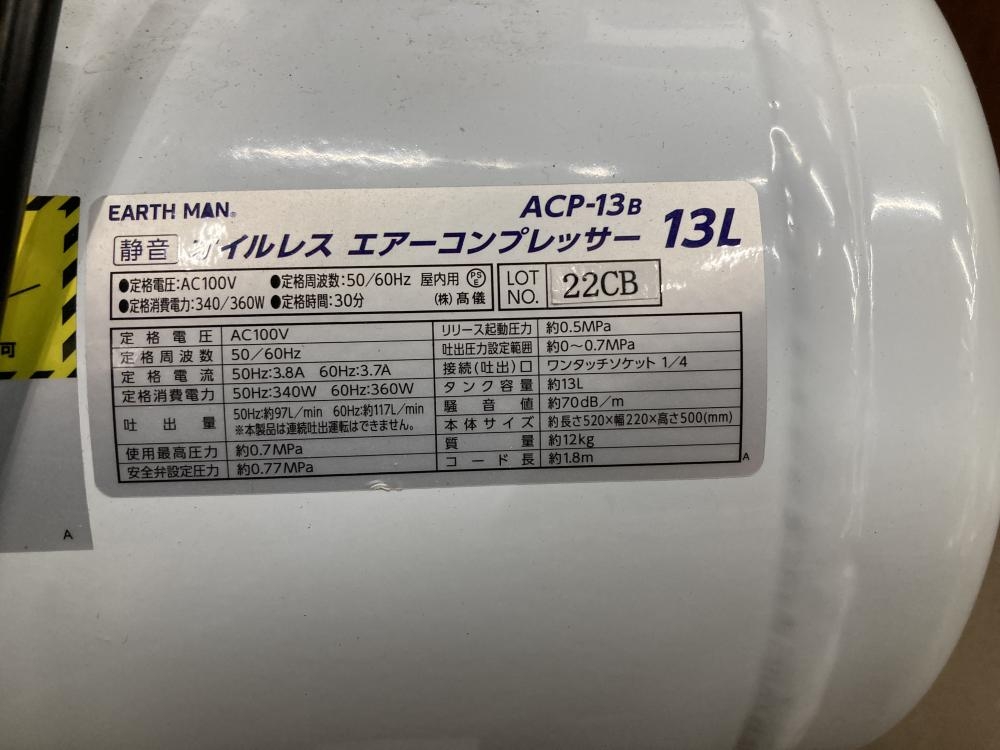 EARTH MAN®
ACP-13B
静音 オイルレス エアーコンプレッサー 13L
●定格電圧:AC100V ●定格周波数:50/60Hz 屋内用
●定格消費電力:340/360W ●定格時間:30分 (株)髙儀
LOT NO. 22CB
定格電圧 AC100V
定格周波数 50/60Hz
定格電流 50Hz:3.8A 60Hz:3.7A
定格消費電力 50Hz:340W 60Hz:360W
吐出量 50Hz:約97L/min 60Hz:約117L/min
※本製品は連続吐出運転はできません。
使用最高圧力 約0.7MPa
安全弁設定圧力 約0.77MPa
リリース起動圧力 約0.5MPa
吐出圧力設定範囲 約0~0.7MPa
接続(吐出)口 ワンタッチソケット 1/4
タンク容量 約13L
騒音値 約70dB/m
本体サイズ 約長さ520×幅220×高さ500(mm)
質量 約12kg
コード長 約1.8m
A
可
A